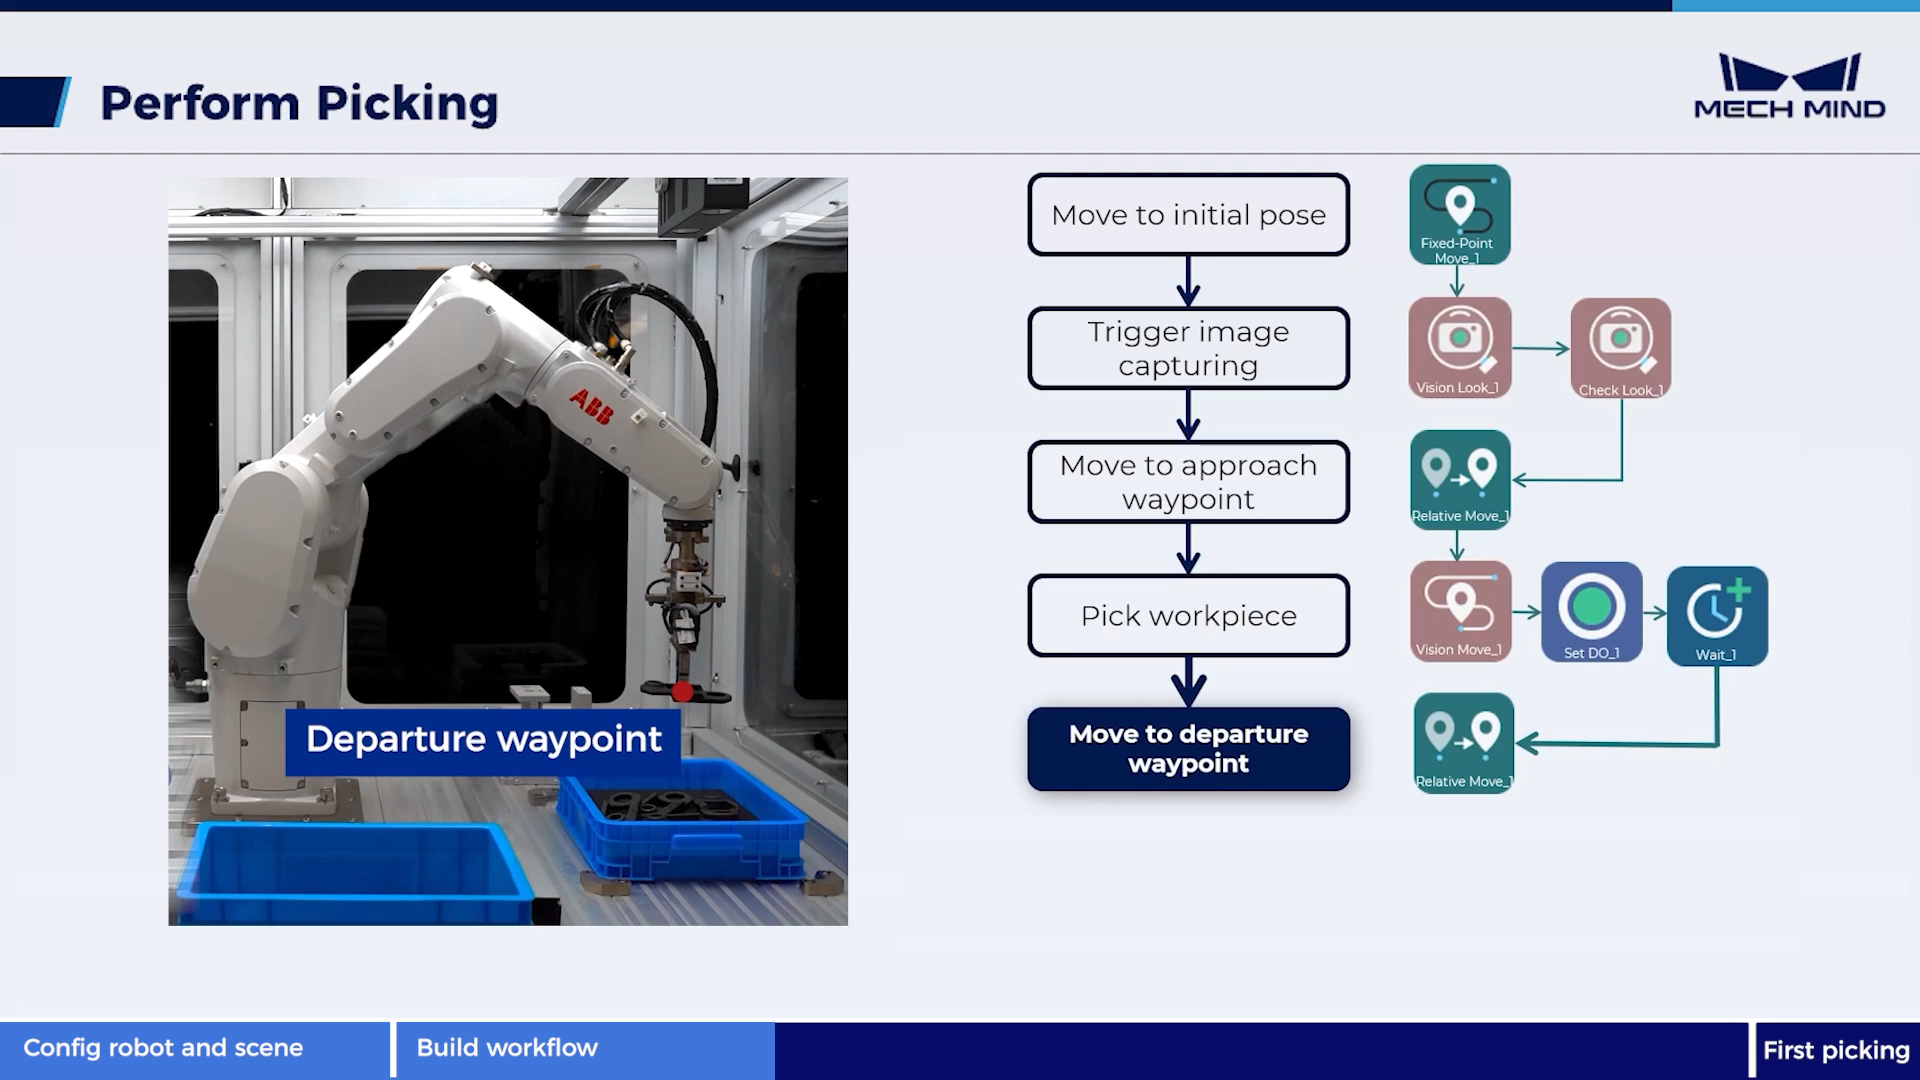 Perform Picking
MECH MIND
ABB
Departure waypoint
Move to initial pose
Trigger image
capturing
Move to approach
waypoint
Pick workpiece
Move to departure
waypoint
Fixed-Point
Move_1
Vision Look_1
Check Look_1
Relative Move_1
Vision Move_1
Set DO_1
Wait_1
Relative Move_1
Config robot and scene
Build workflow
First picking